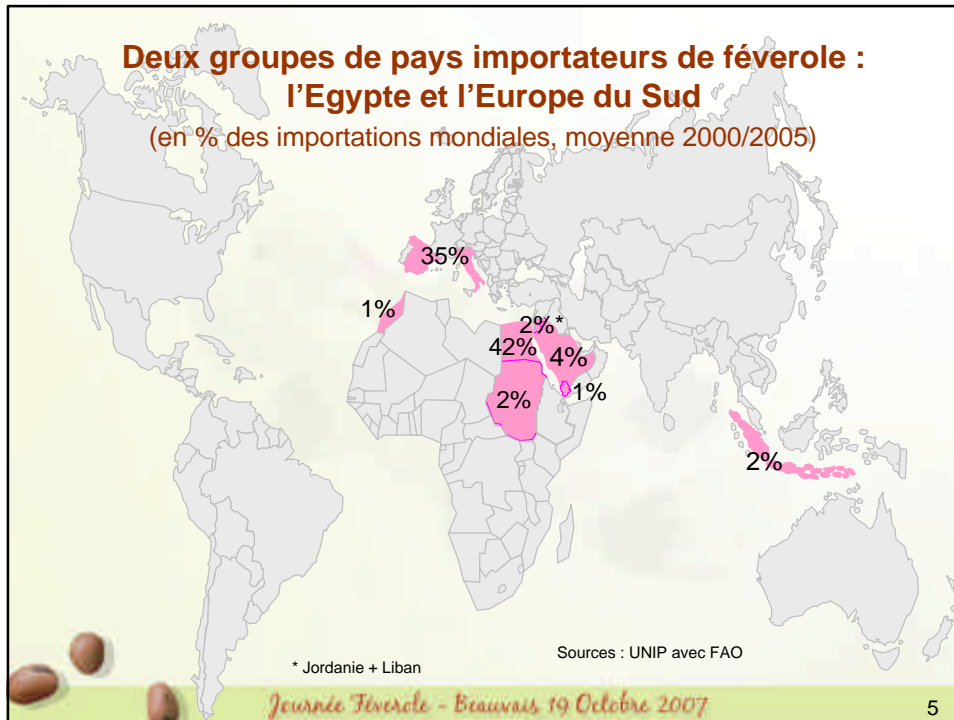 Deux groupes de pays importateurs de féverole :
l'Egypte et l'Europe du Sud
(en % des importations mondiales, moyenne 2000/2005)
35%
1%
2%*
42%
4%
2%
1%
2%
* Jordanie + Liban
Sources : UNIP avec FAO
Journée Féverole - Beauvais 19 Octobre 2007
5